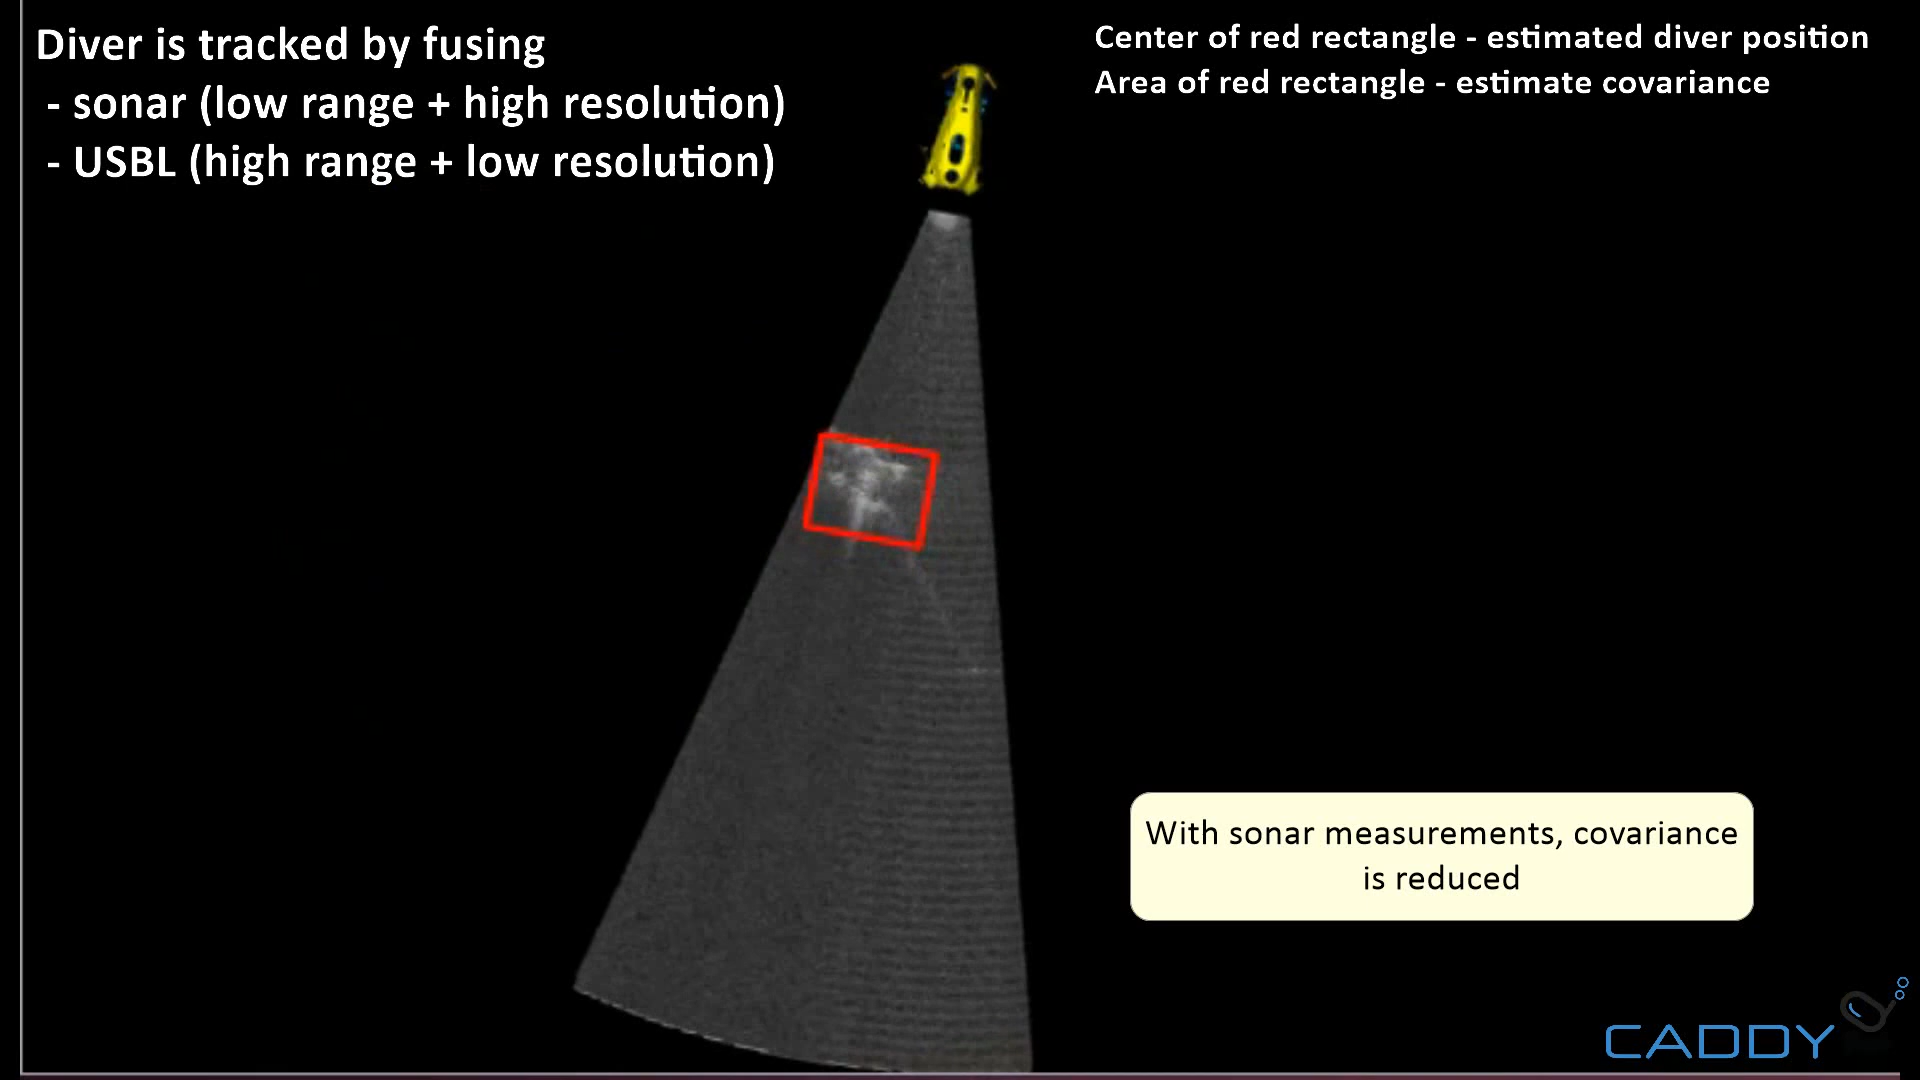 Diver is tracked by fusing
- sonar (low range + high resolution)
- USBL (high range + low resolution)
Center of red rectangle - estimated diver position
Area of red rectangle - estimate covariance
With sonar measurements, covariance
is reduced
CADDY